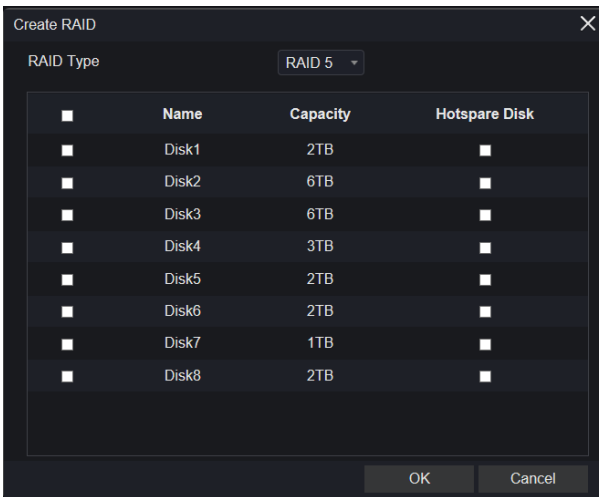 Create RAID
RAID Type RAID 5
Name Capacity Hotspare Disk
Disk1 2TB
Disk2 6TB
Disk3 6TB
Disk4 3TB
Disk5 2TB
Disk6 2TB
Disk7 1TB
Disk8 2TB
OK Cancel